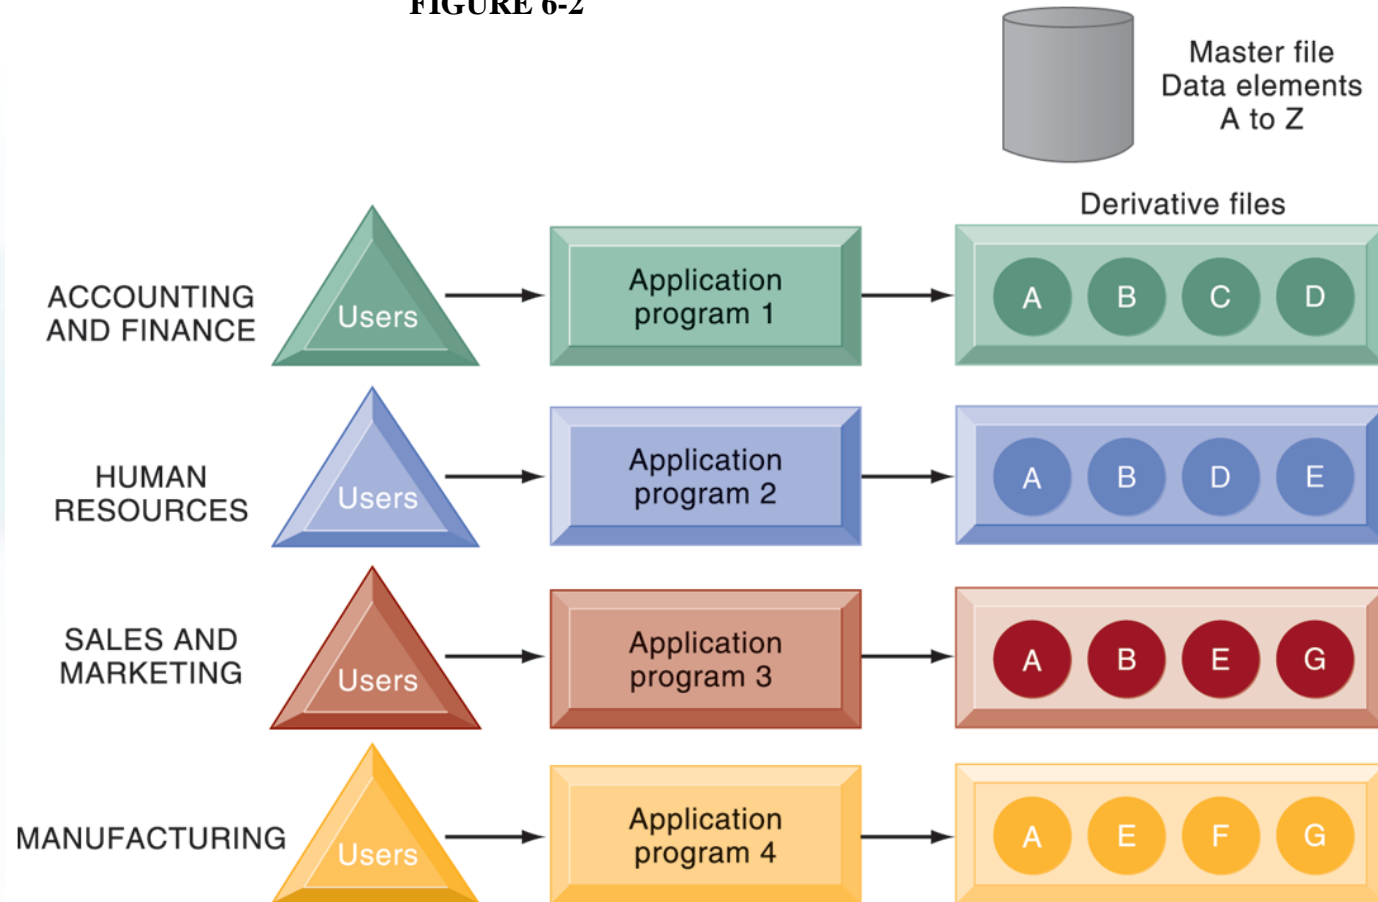 FIGURE 6-2
Master file
Data elements
A to Z
Derivative files
ACCOUNTING
AND FINANCE
Users
Application
program 1
A B C D
HUMAN
RESOURCES
Users
Application
program 2
A B D E
SALES AND
MARKETING
Users
Application
program 3
A B E G
MANUFACTURING
Users
Application
program 4
A E F G